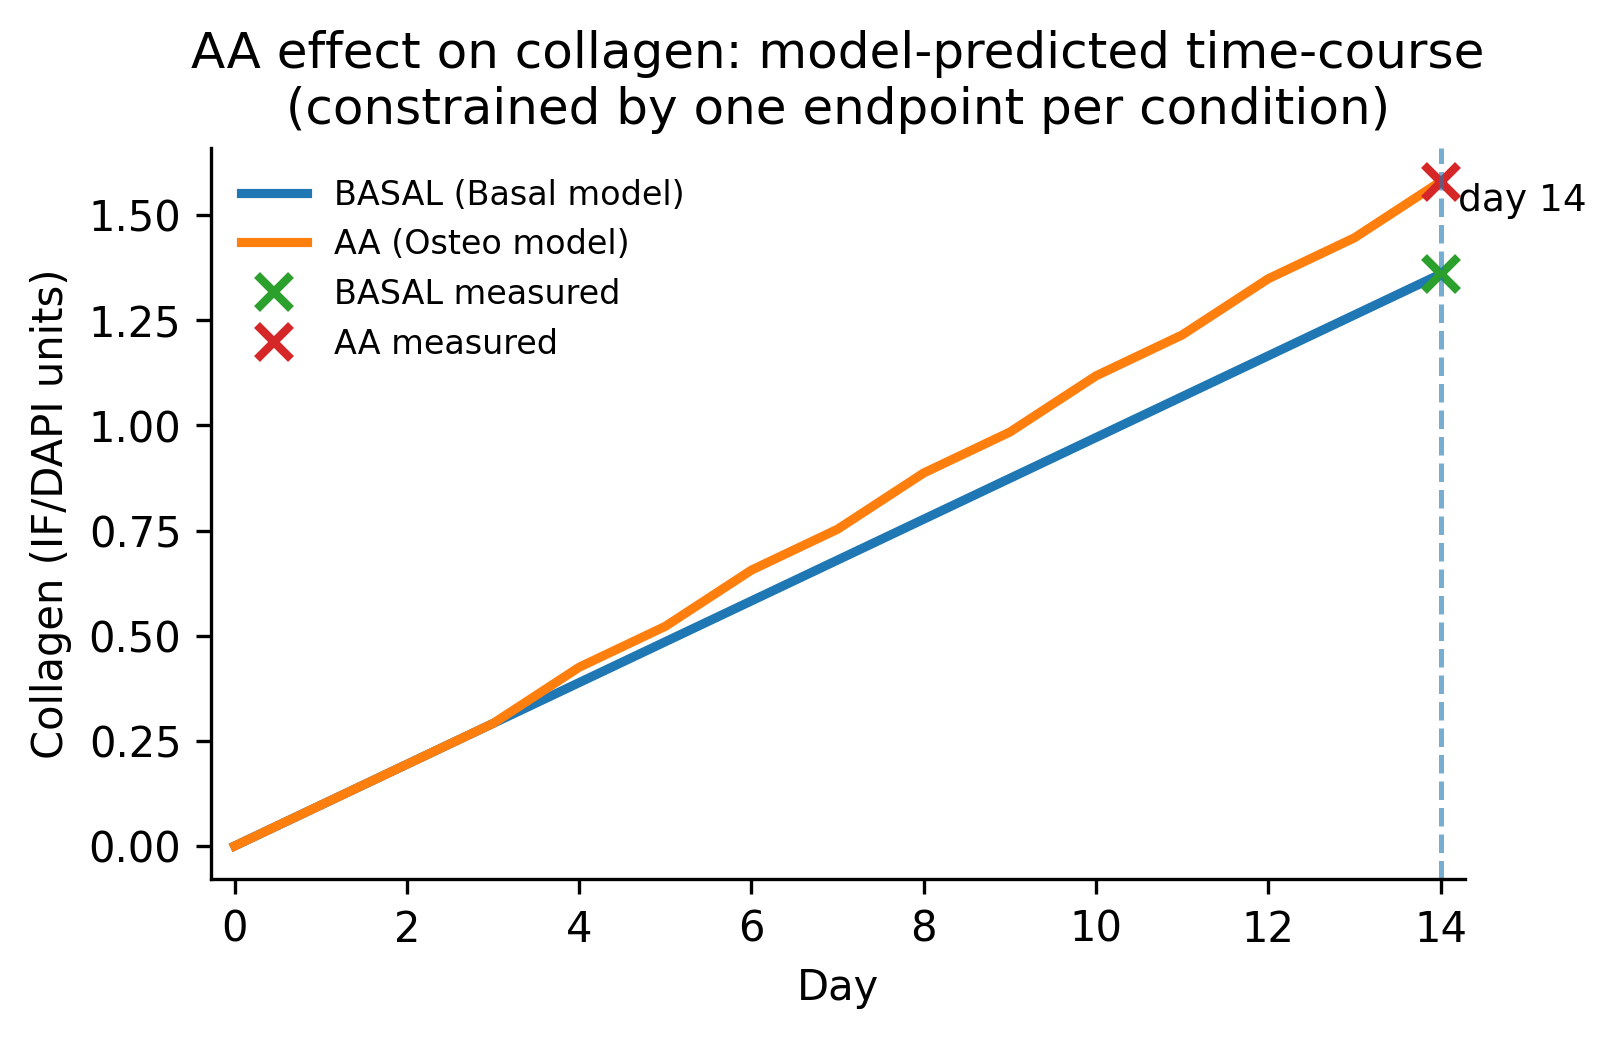 AA effect on collagen: model-predicted time-course
(constrained by one endpoint per condition)
BASAL (Basal model)
AA (Osteo model)
BASAL measured
AA measured
day 14
Collagen (IF/DAPI units)
1.50
1.25
1.00
0.75
0.50
0.25
0.00
0 2 4 6 8 10 12 14
Day